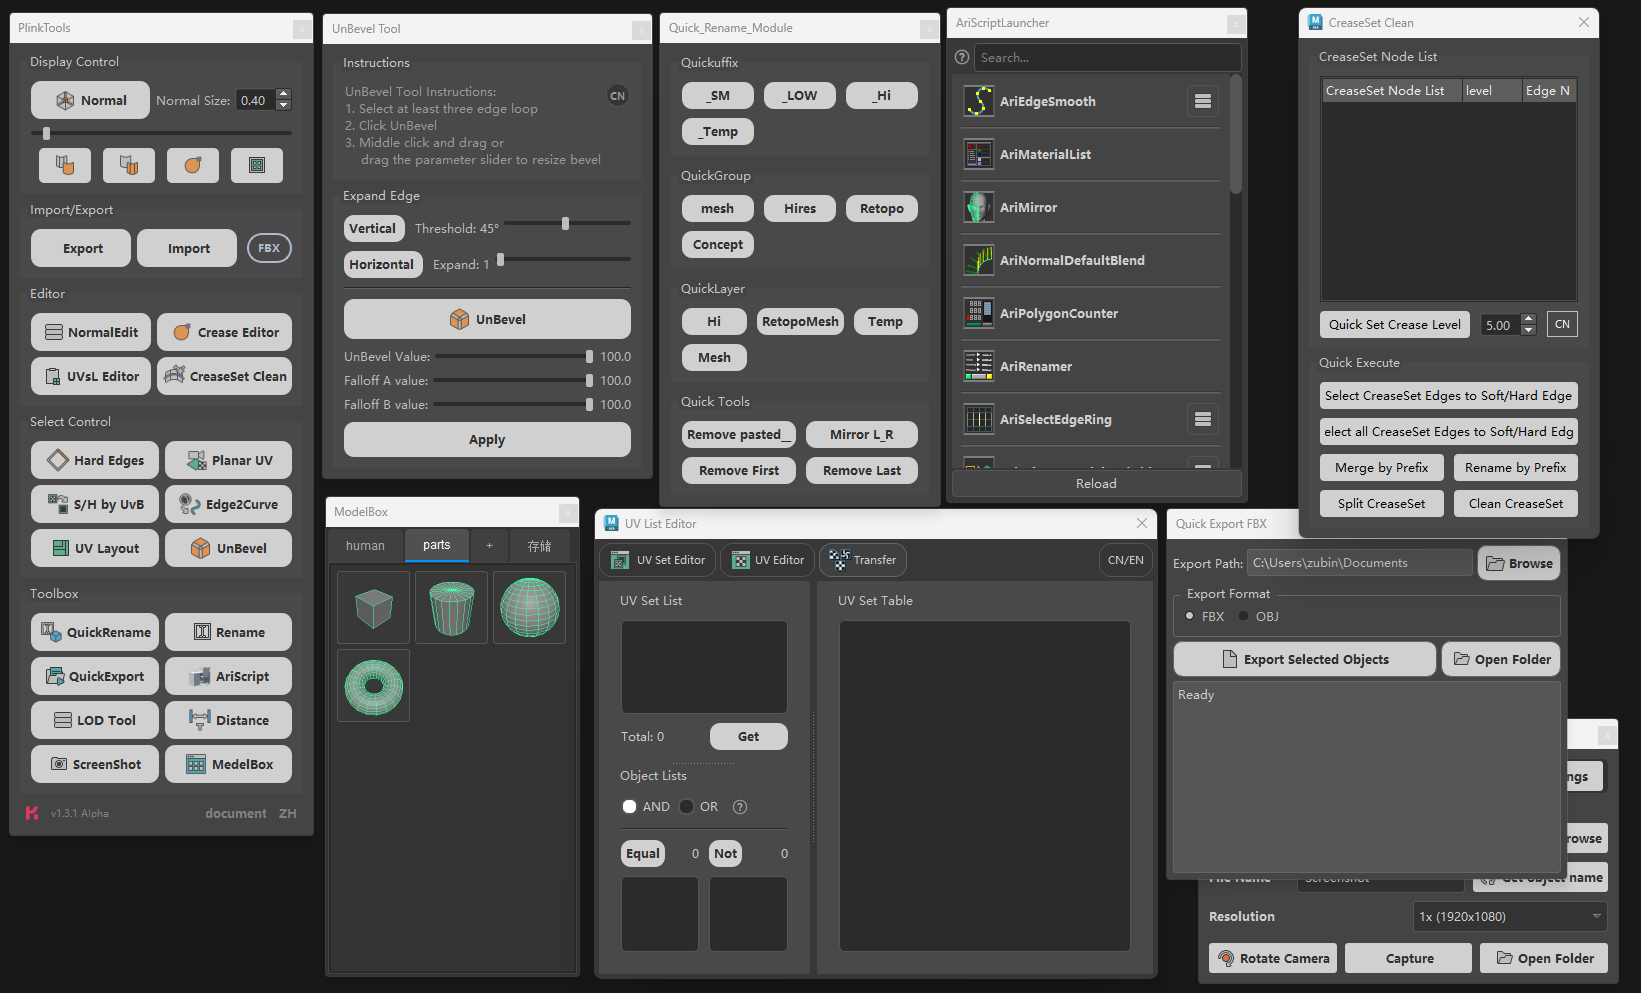 PlinkTools
Display Control
Normal
Normal Size:
0.40
Import/Export
Export
Import
FBX
Editor
NormalEdit
Crease Editor
UVsL Editor
CreaseSet Clean
Select Control
Hard Edges
Planar UV
S/H by UvB
Edge2Curve
UV Layout
UnBevel
Toolbox
QuickRename
Rename
QuickExport
AriScript
LOD Tool
Distance
ScreenShot
MedelBox
v1.3.1 Alpha
document
ZH
UnBevel Tool
Instructions
UnBevel Tool Instructions:
CN
1. Select at least three edge loop
2. Click UnBevel
3. Middle click and drag or
drag the parameter slider to resize bevel
Expand Edge
Vertical
Threshold: 45°
Horizontal
Expand: 1
UnBevel
UnBevel Value:
100.0
Falloff A value:
100.0
Falloff B value:
100.0
Apply
Quick_Rename_Module
Quickuffix
_SM
_LOW
_Hi
_Temp
QuickGroup
mesh
Hires
Retopo
Concept
QuickLayer
Hi
RetopoMesh
Temp
Mesh
Quick Tools
Remove pasted__
Mirror L_R
Remove First
Remove Last
AriScriptLauncher
Search...
AriEdgeSmooth
AriMaterialList
AriMirror
AriNormalDefaultBlend
AriPolygonCounter
AriRenamer
AriSelectEdgeRing
Reload
CreaseSet Clean
CreaseSet Node List
CreaseSet Node List
level
Edge N
Quick Set Crease Level
5.00
CN
Quick Execute
Select CreaseSet Edges to Soft/Hard Edge
elect all CreaseSet Edges to Soft/Hard Edg
Merge by Prefix
Rename by Prefix
Split CreaseSet
Clean CreaseSet
ModelBox
human
parts
+
存储
UV List Editor
UV Set Editor
UV Editor
Transfer
CN/EN
UV Set List
UV Set Table
Total: 0
Get
Object Lists
AND
OR
?
Equal
0
Not
0
Quick Export FBX
Export Path:
C:\Users\zubin\Documents
Browse
Export Format
FBX
OBJ
Export Selected Objects
Open Folder
Ready
ngs
rowse
Resolution
1x (1920x1080)
Rotate Camera
Capture
Open Folder